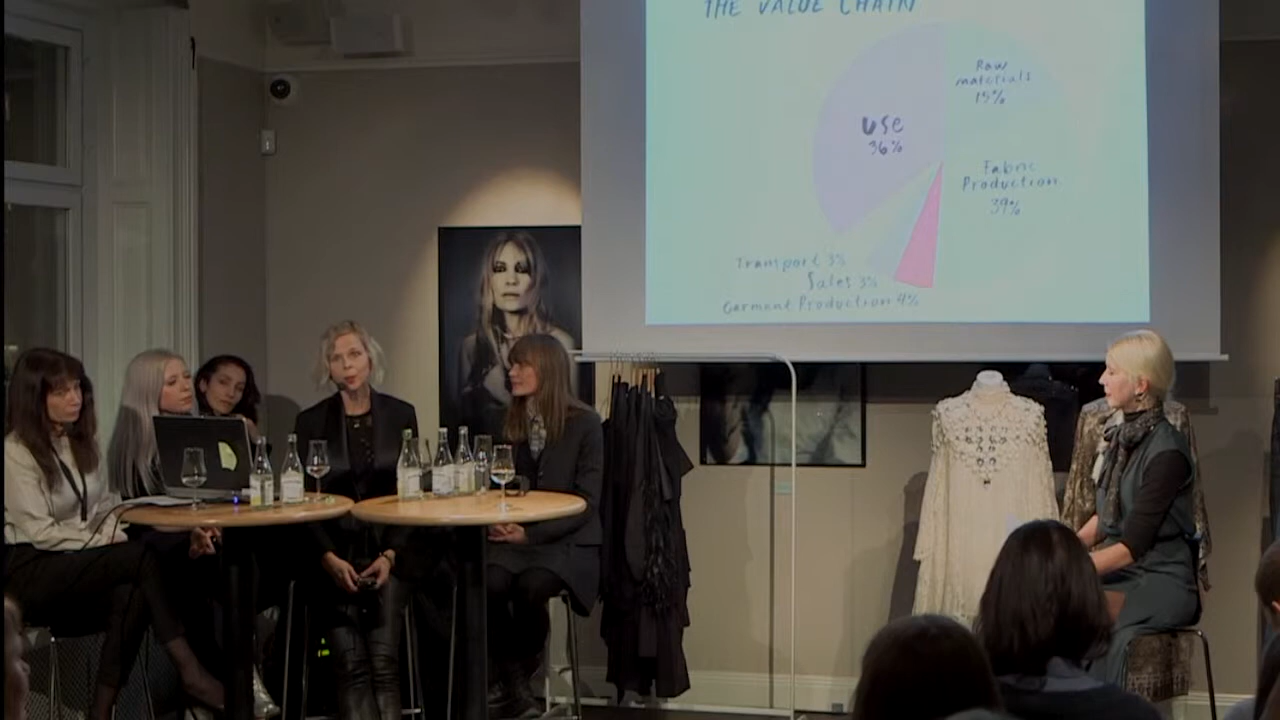 THE VALUE CHAIN
Raw
materials
15%
USE
36%
Fabric
Production
39%
Transport 3%
Sales 3%
Garment Production 4%